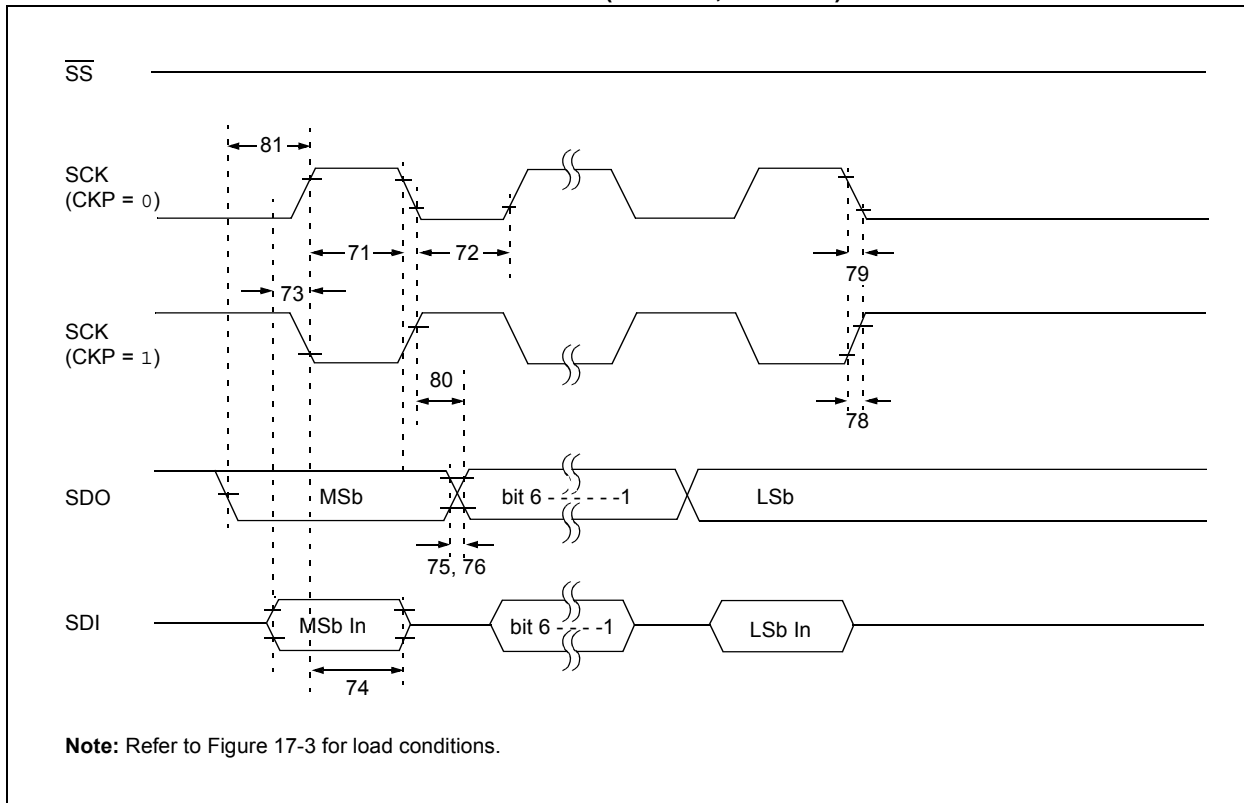 SS
81
SCK
(CKP = 0)
71
72
79
73
SCK
(CKP = 1)
80
78
SDO
MSb
bit 6 - - - - - -1
LSb
75, 76
SDI
MSb In
bit 6 - - - -1
LSb In
74
Note: Refer to Figure 17-3 for load conditions.